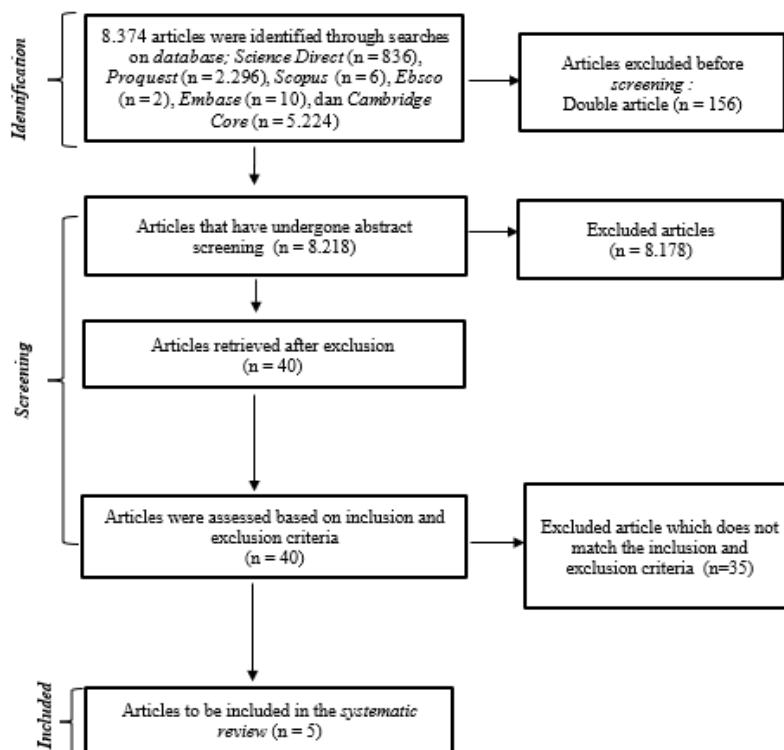 Identification
8.374 articles were identified through searches
on database; Science Direct (n = 836),
Proquest (n = 2.296), Scopus (n = 6), Ebsco
(n = 2), Embase (n = 10), dan Cambridge
Core (n = 5.224)
Articles excluded before
screening :
Double article (n = 156)
Screening
Articles that have undergone abstract
screening (n = 8.218)
Excluded articles
(n = 8.178)
Articles retrieved after exclusion
(n = 40)
Articles were assessed based on inclusion and
exclusion criteria
(n = 40)
Excluded article which does not
match the inclusion and
exclusion criteria (n=35)
Included
Articles to be included in the systematic
review (n = 5)